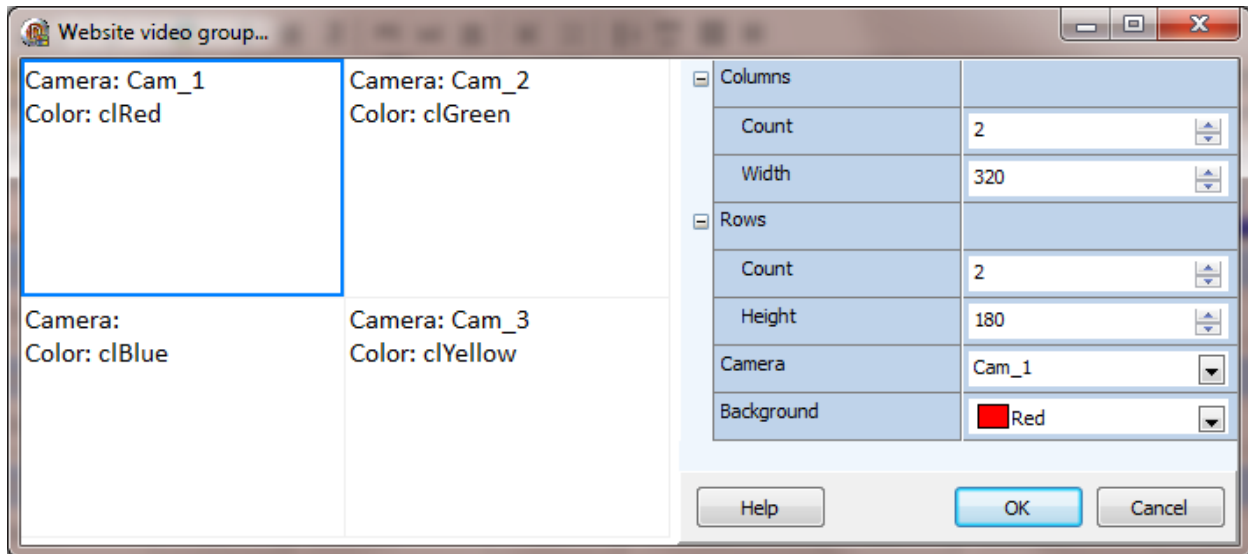 Website video group...
Camera: Cam_1
Color: clRed
Camera: Cam_2
Color: clGreen
Camera:
Color: clBlue
Camera: Cam_3
Color: clYellow
Columns
Count 2
Width 320
Rows
Count 2
Height 180
Camera Cam_1
Background Red
Help OK Cancel